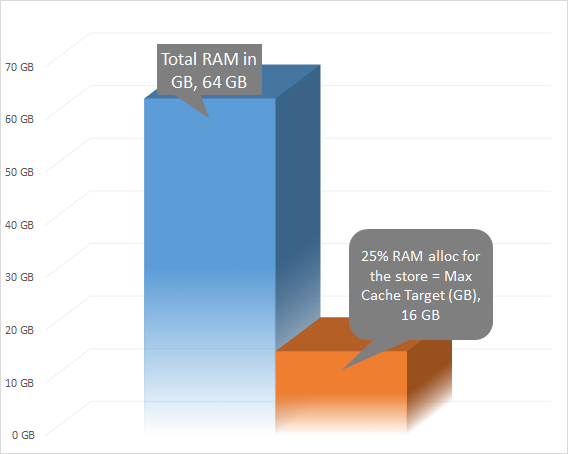 Total RAM in
GB, 64 GB
70 GB
60 GB
50 GB
40 GB
25% RAM alloc for
the store = Max
Cache Target (GB),
16 GB
30 GB
20 GB
10 GB
0 GB